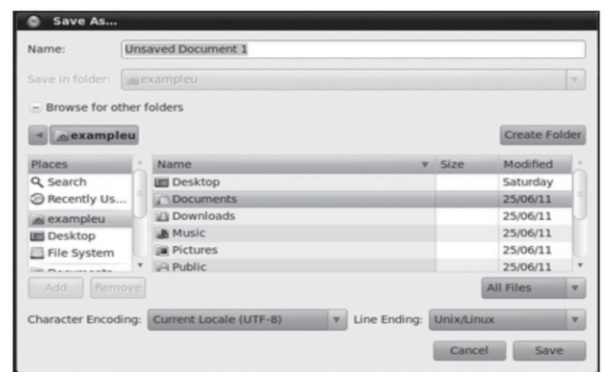 Save As...
Name: Unsaved Document 1
Save in folder: exampleu
Browse for other folders
exampleu Create Folder
Places Name Size Modified
Search Desktop Saturday
Recently Us... Documents 25/06/11
exampleu Downloads 25/06/11
Desktop Music 25/06/11
File System Pictures 25/06/11
Public 25/06/11
Add Remove All Files
Character Encoding: Current Locale (UTF-8) Line Ending: Unix/Linux
Cancel Save